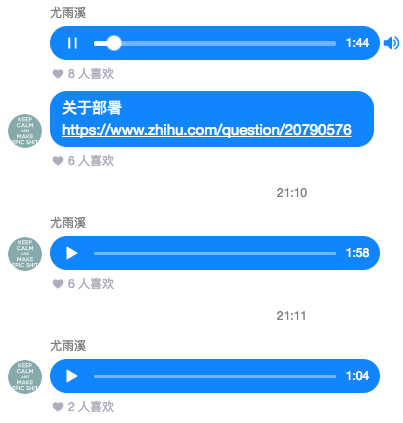 尤雨溪
1:44
8 人喜欢
关于部署
https://www.zhihu.com/question/20790576
KEEP
CALM
AND
MAKE
EPIC SHIT
6 人喜欢
21:10
尤雨溪
KEEP
CALM
AND
MAKE
EPIC SHIT
1:58
6 人喜欢
21:11
尤雨溪
KEEP
CALM
AND
MAKE
EPIC SHIT
1:04
2 人喜欢